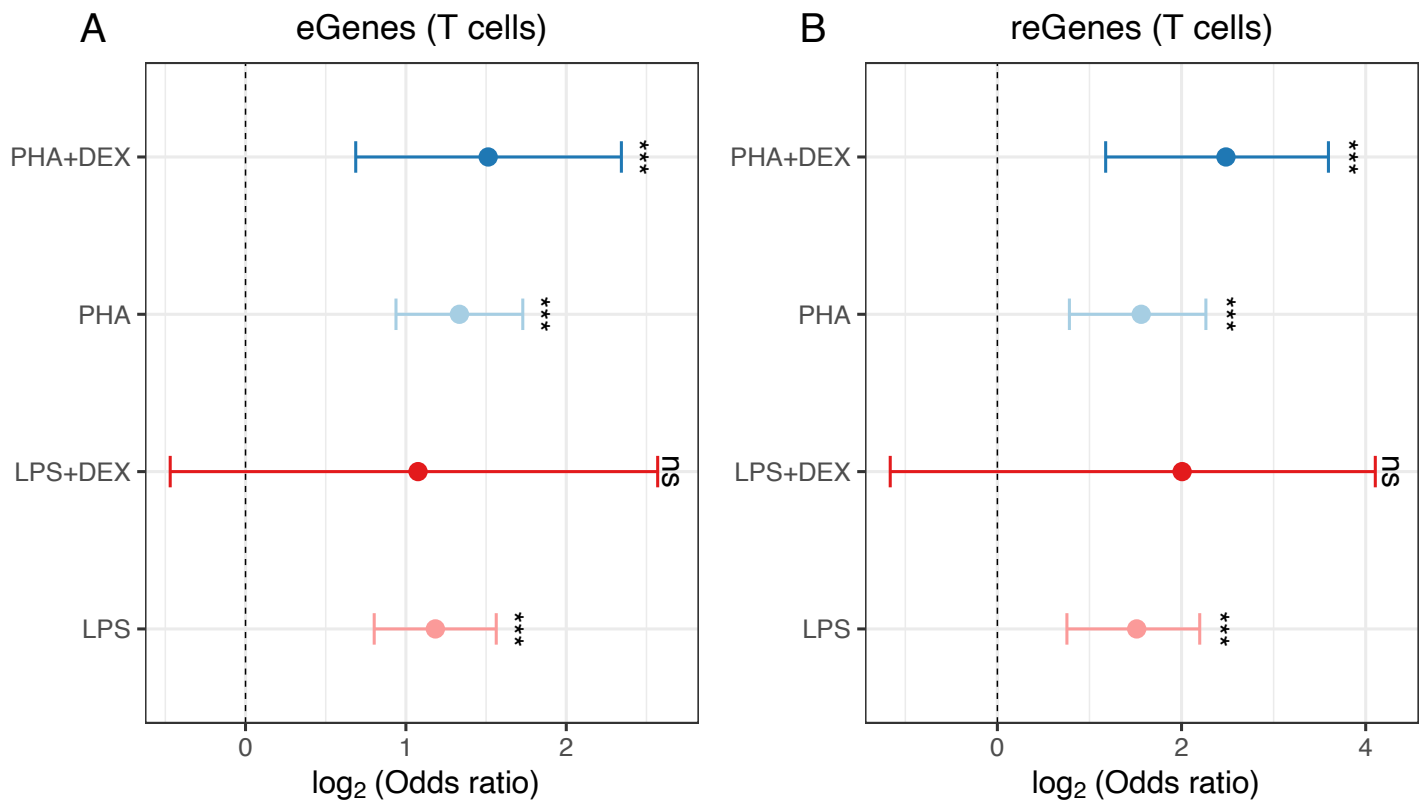 A
eGenes (T cells)
PHA+DEX
***
PHA
***
LPS+DEX
ns
LPS
***
0
1
2
log₂ (Odds ratio)
B
reGenes (T cells)
PHA+DEX
***
PHA
***
LPS+DEX
ns
LPS
***
0
2
4
log₂ (Odds ratio)